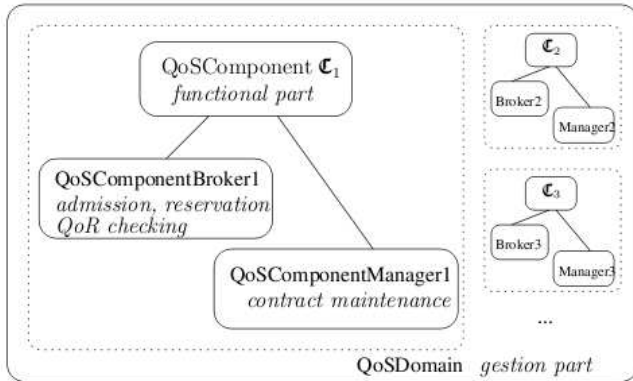 QoSComponent ℭ₁
functional part
QoSComponentBroker1
admission, reservation
QoR checking
QoSComponentManager1
contract maintenance
ℭ₂
Broker2
Manager2
ℭ₃
Broker3
Manager3
...
QoSDomain gestion part